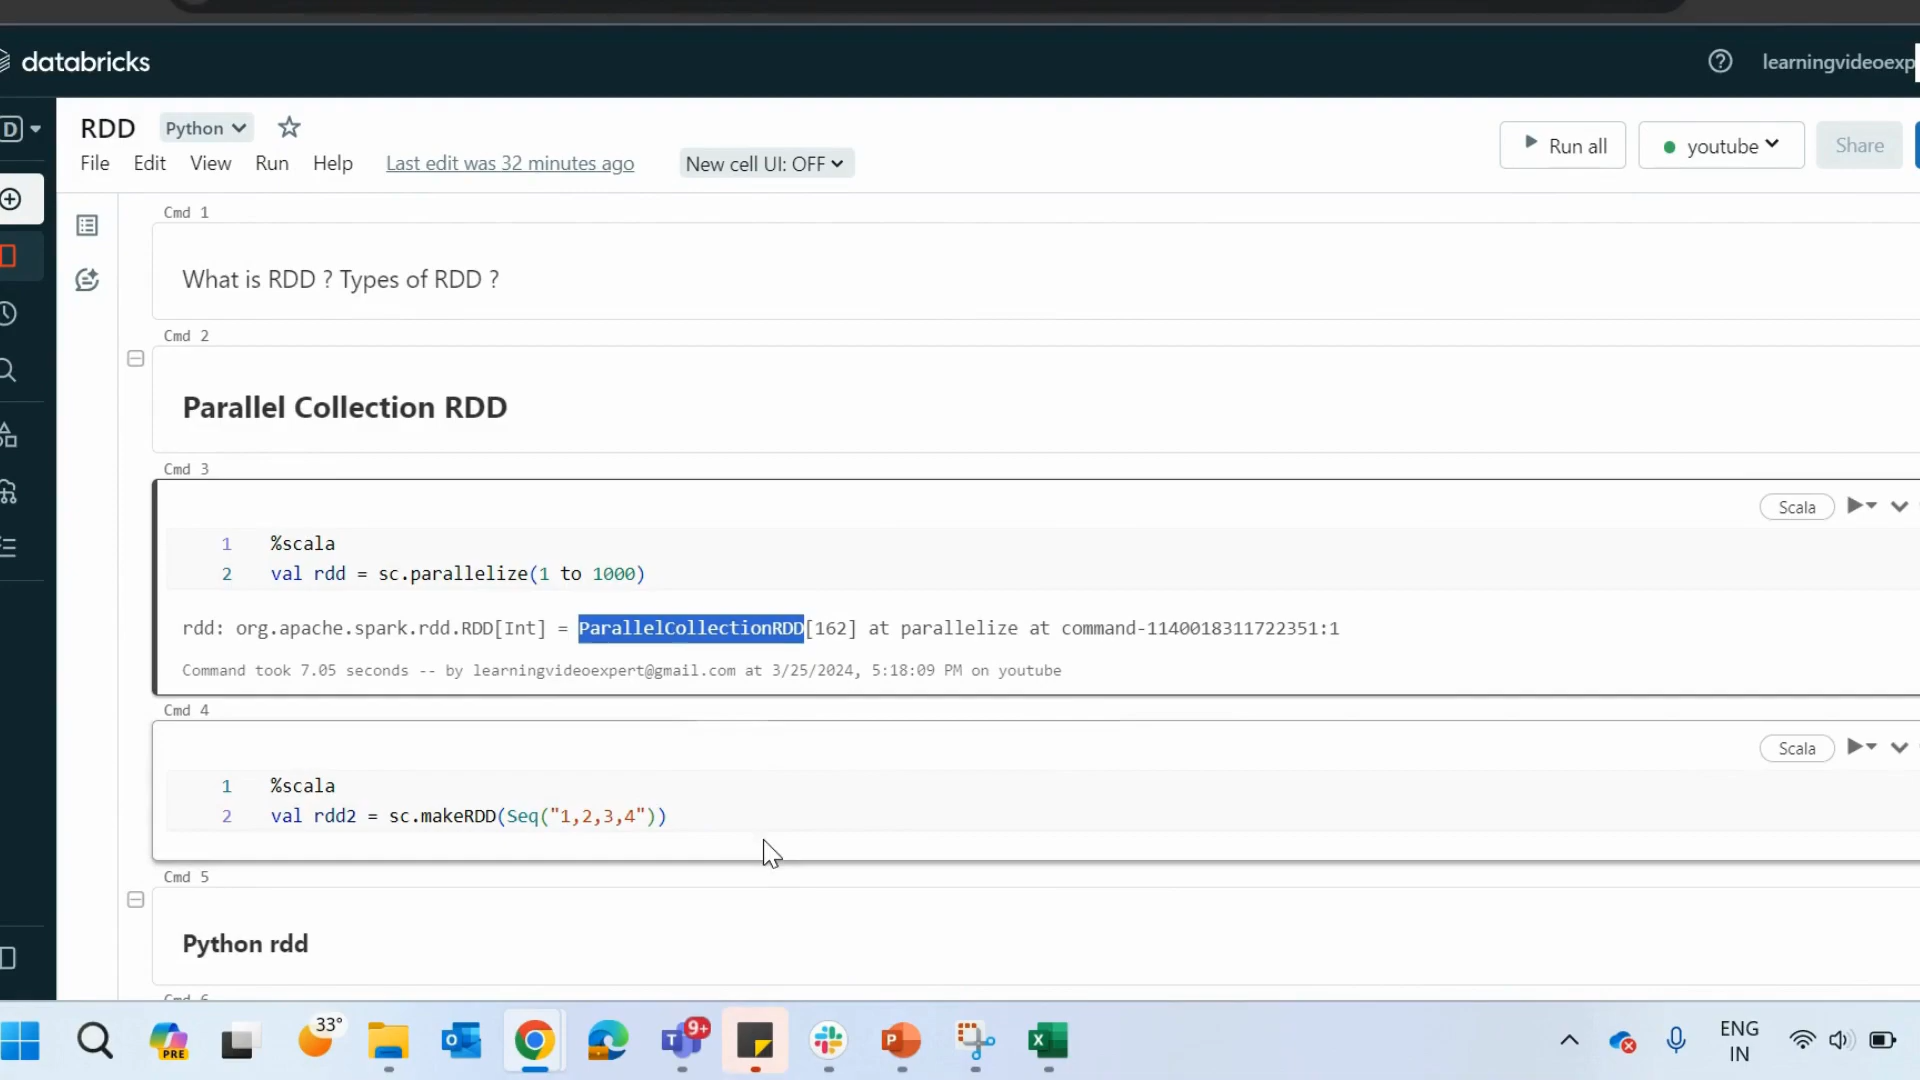 databricks
learningvideoexp
D
RDD
Python
File
Edit
View
Run
Help
Last edit was 32 minutes ago
New cell UI: OFF
Run all
youtube
Share
Cmd 1
What is RDD ? Types of RDD ?
Cmd 2
Parallel Collection RDD
Cmd 3
Scala
1 %scala
2 val rdd = sc.parallelize(1 to 1000)
rdd: org.apache.spark.rdd.RDD[Int] = ParallelCollectionRDD[162] at parallelize at command-1140018311722351:1
Command took 7.05 seconds -- by learningvideoexpert@gmail.com at 3/25/2024, 5:18:09 PM on youtube
Cmd 4
Scala
1 %scala
2 val rdd2 = sc.makeRDD(Seq("1,2,3,4"))
Cmd 5
Python rdd
Cmd 6
PRE
33°
9+
ENG
IN